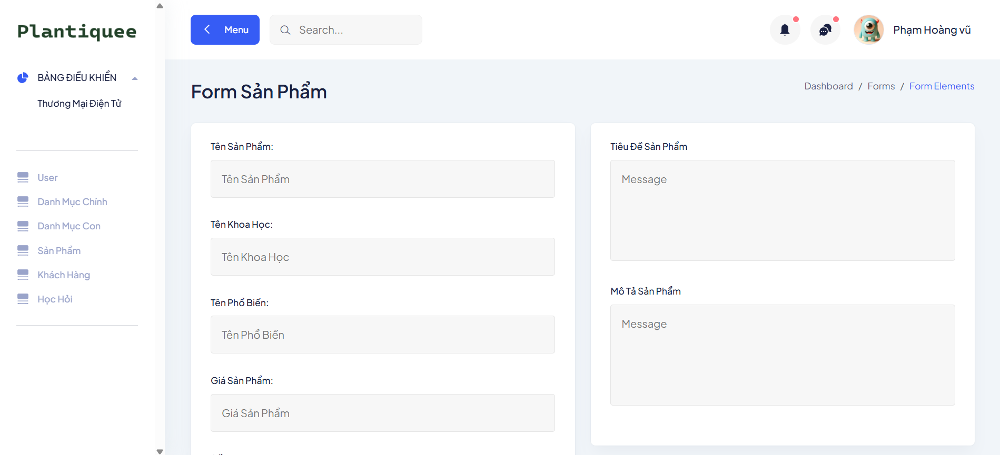 Plantiquee
BẢNG ĐIỀU KHIỂN
Thương Mại Điện Tử
User
Danh Mục Chính
Danh Mục Con
Sản Phẩm
Khách Hàng
Học Hỏi
Menu
Search...
Phạm Hoàng vũ
Form Sản Phẩm
Dashboard / Forms / Form Elements
Tên Sản Phẩm:
Tên Sản Phẩm
Tên Khoa Học:
Tên Khoa Học
Tên Phổ Biến:
Tên Phổ Biến
Giá Sản Phẩm:
Giá Sản Phẩm
Tiêu Đề Sản Phẩm
Message
Mô Tả Sản Phẩm
Message